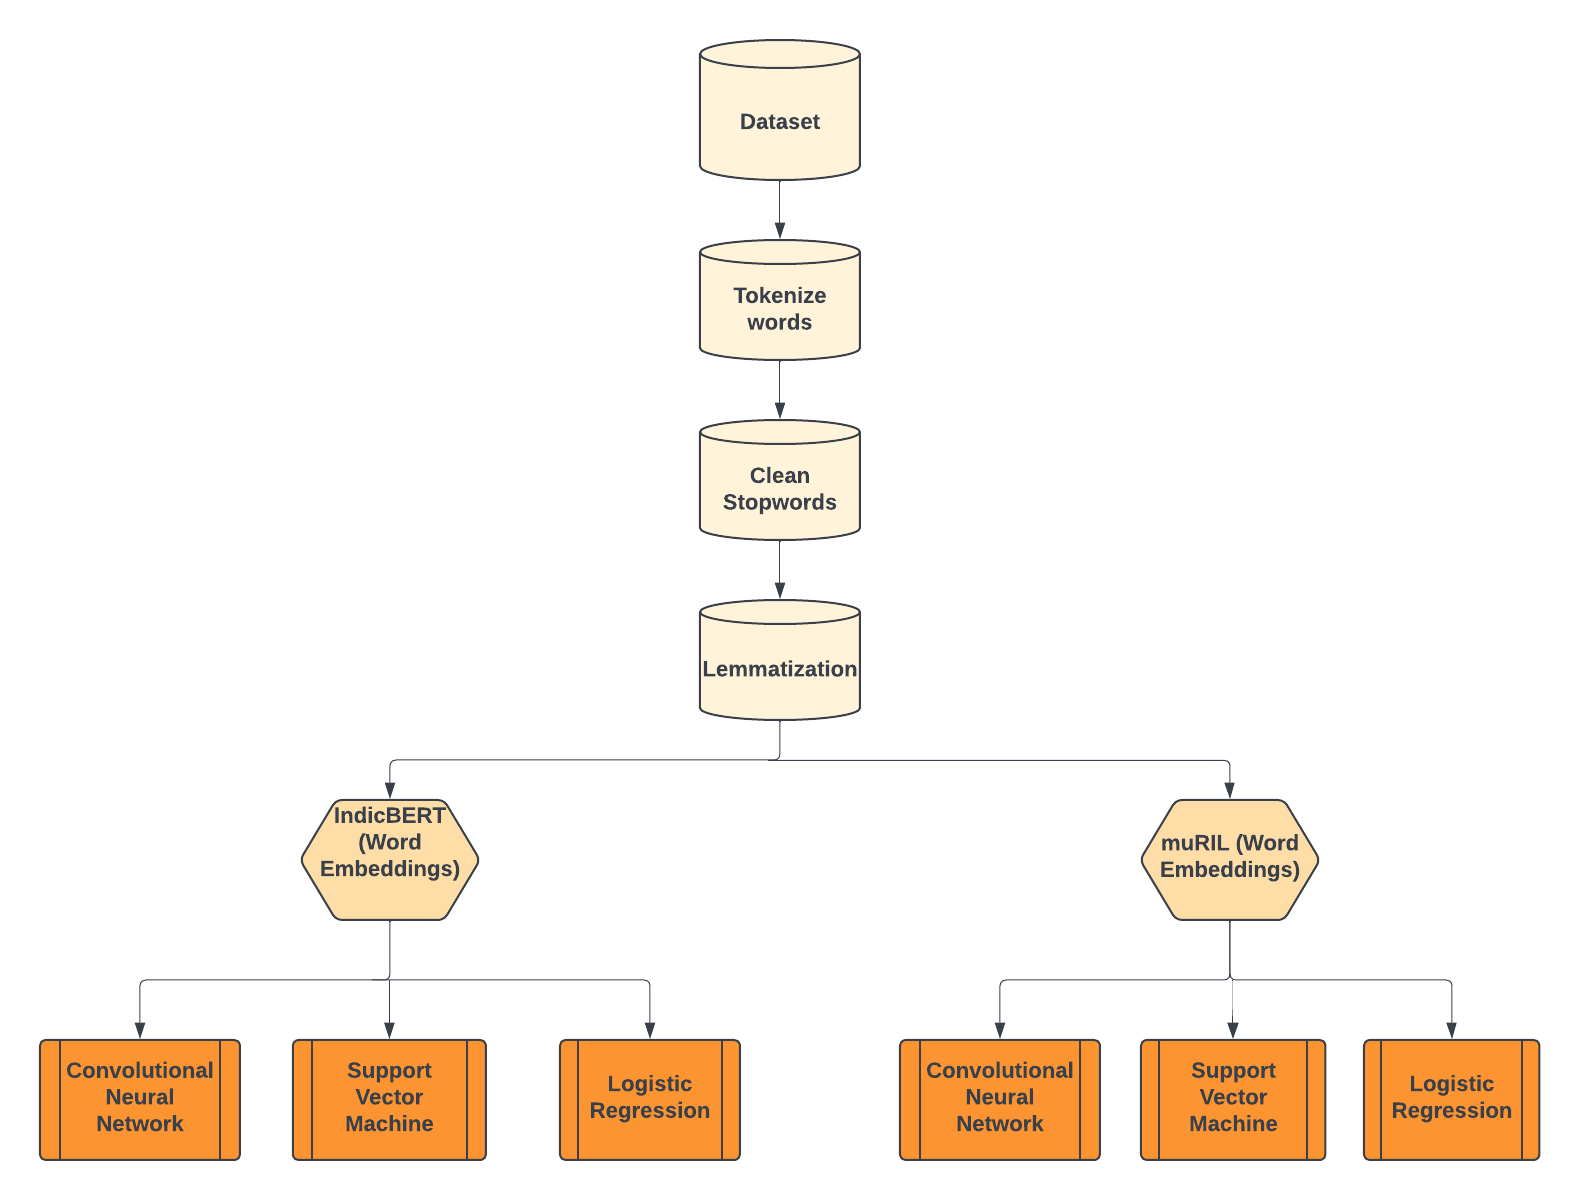 Dataset
Tokenize
words
Clean
Stopwords
Lemmatization
IndicBERT
(Word
Embeddings)
muRIL (Word
Embeddings)
Convolutional
Neural
Network
Support
Vector
Machine
Logistic
Regression
Convolutional
Neural
Network
Support
Vector
Machine
Logistic
Regression